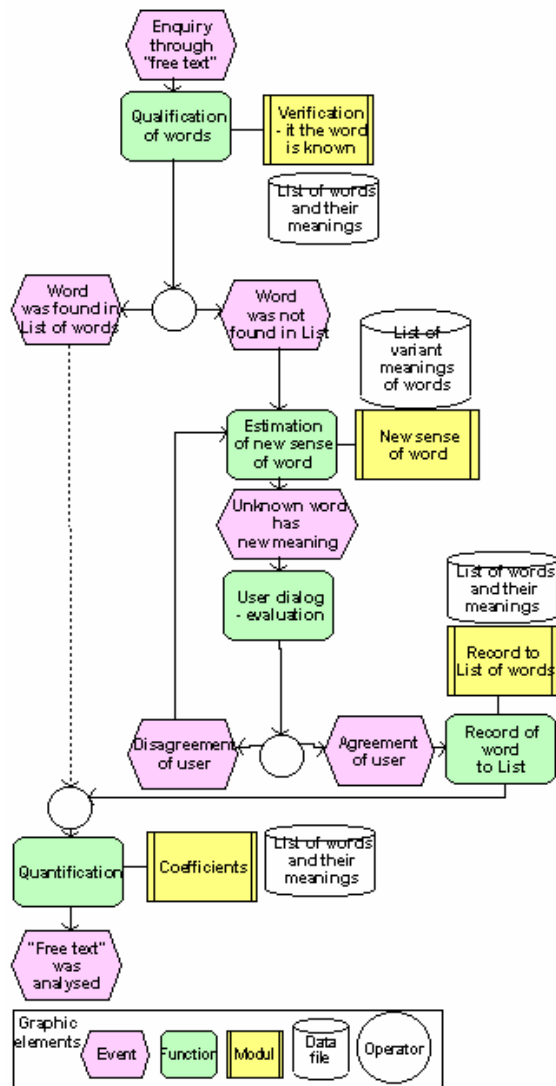 Enquiry
through
"free text"
Qualification
of words
Verification
- it the word
is known
List of words
and their
meanings
Word
was found in
List of words
Word
was not
found in List
List of
variant
meanings
of words
Estimation
of new sense
of word
New sense
of word
Unknown word
has
new meaning
User dialog
- evaluation
List of words
and their
meanings
Record to
List of words
Disagreement
of user
Agreement
of user
Record of
word
to List
Quantification
Coefficients
List of words
and their
meanings
"Free text"
was
analysed
Graphic
elements
Event
Function
Modul
Data
file
Operator